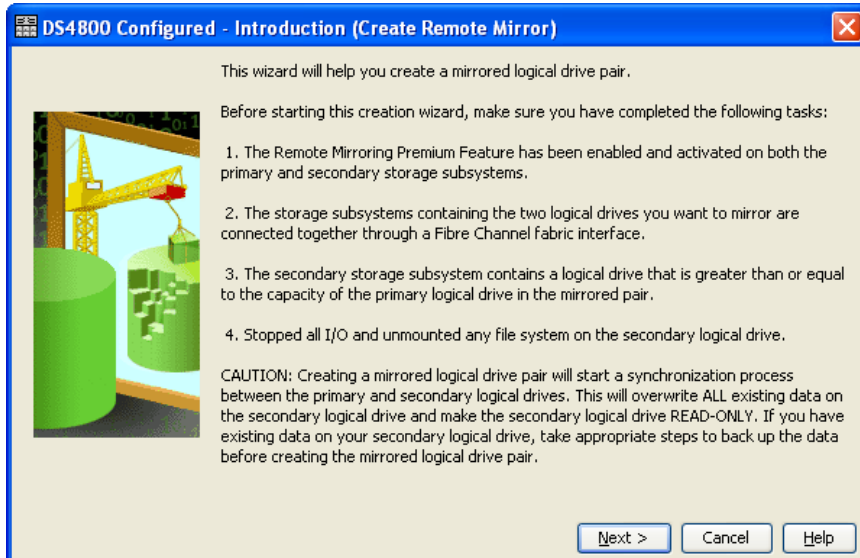 DS4800 Configured - Introduction (Create Remote Mirror)
This wizard will help you create a mirrored logical drive pair.
Before starting this creation wizard, make sure you have completed the following tasks:
1. The Remote Mirroring Premium Feature has been enabled and activated on both the
primary and secondary storage subsystems.
2. The storage subsystems containing the two logical drives you want to mirror are
connected together through a Fibre Channel fabric interface.
3. The secondary storage subsystem contains a logical drive that is greater than or equal
to the capacity of the primary logical drive in the mirrored pair.
4. Stopped all I/O and unmounted any file system on the secondary logical drive.
CAUTION: Creating a mirrored logical drive pair will start a synchronization process
between the primary and secondary logical drives. This will overwrite ALL existing data on
the secondary logical drive and make the secondary logical drive READ-ONLY. If you have
existing data on your secondary logical drive, take appropriate steps to back up the data
before creating the mirrored logical drive pair.
Next > Cancel Help